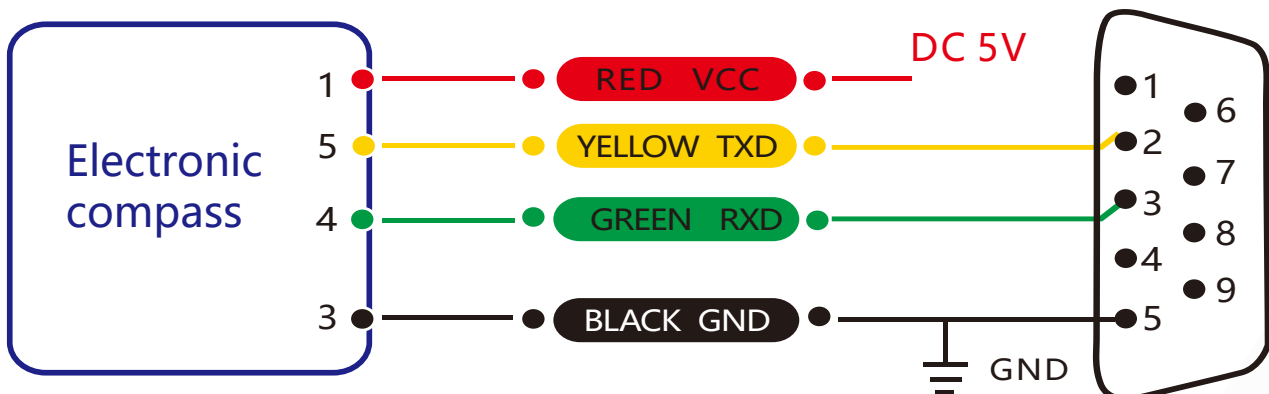 DC 5V
1 RED VCC 1
6
5 YELLOW TXD 2
Electronic
compass
7
4 GREEN RXD 3
8
4
9
3 BLACK GND 5
GND